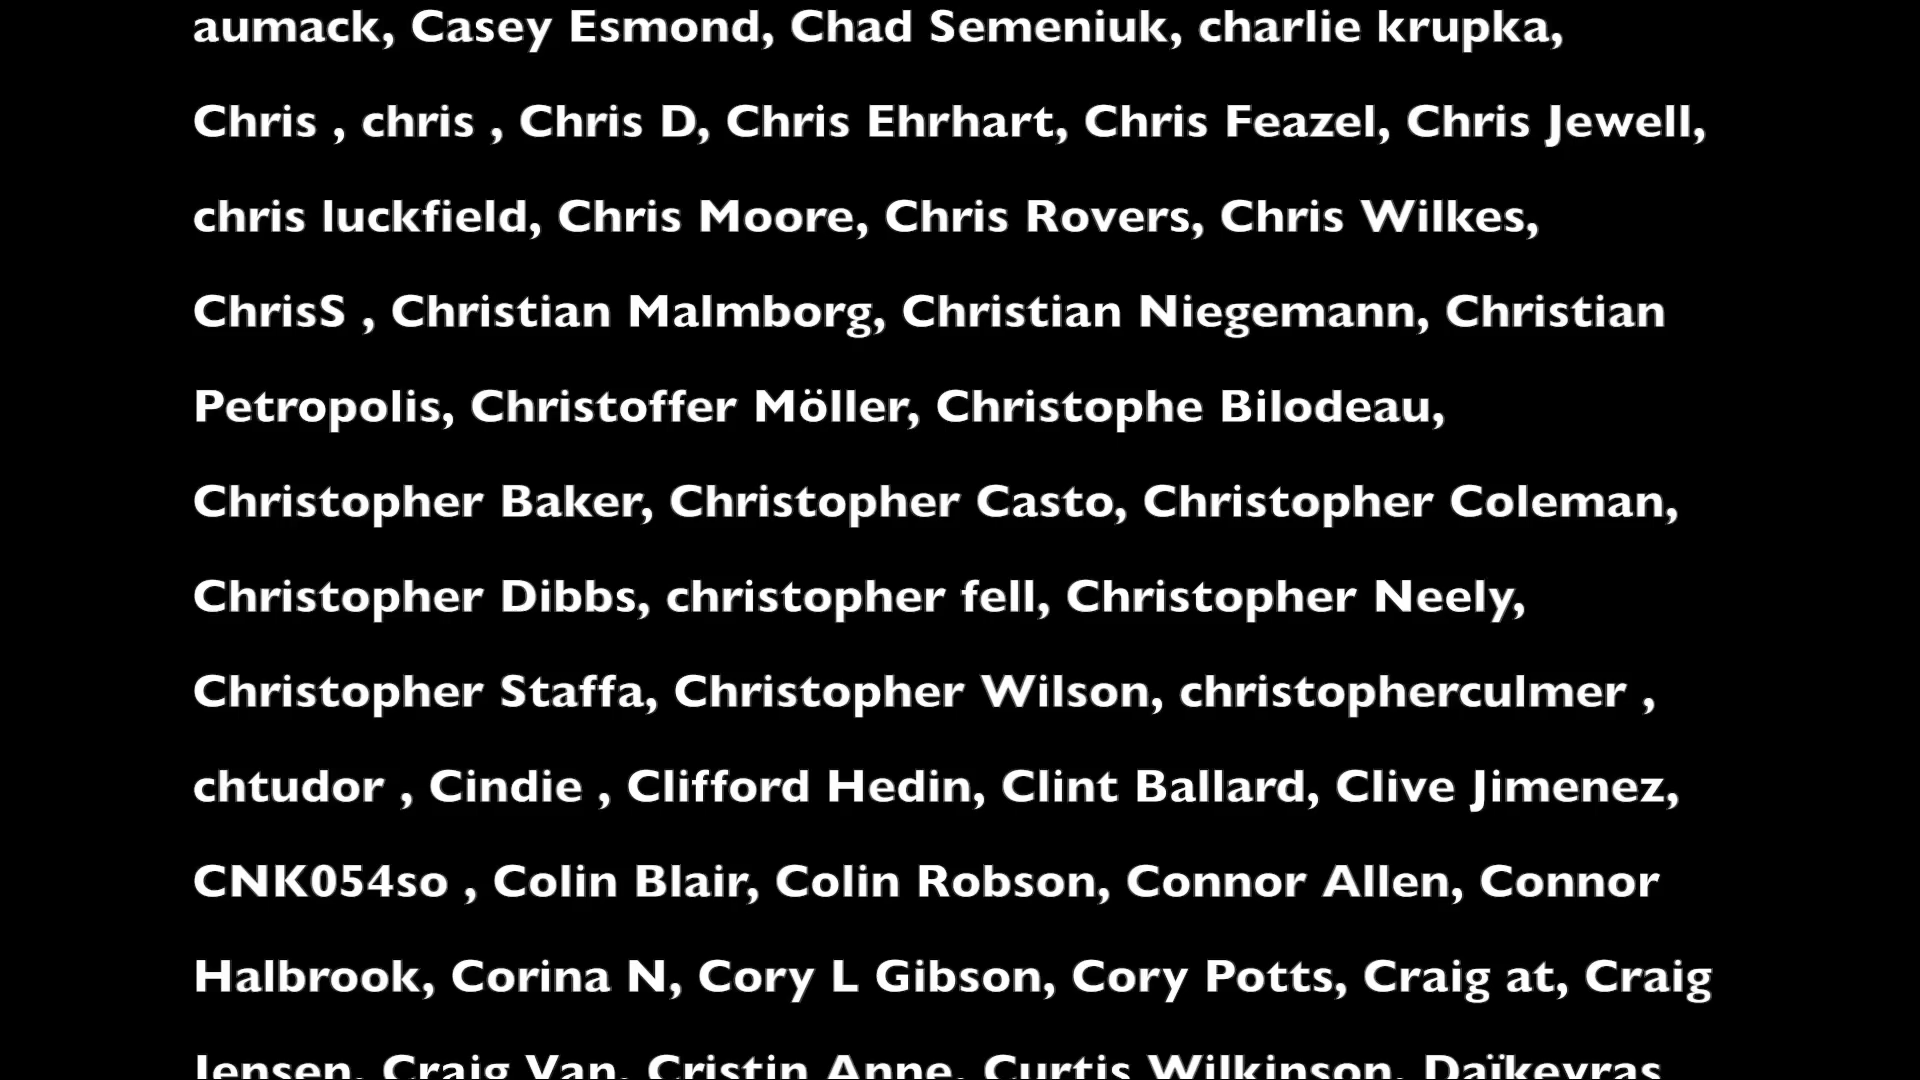 aumack, Casey Esmond, Chad Semeniuk, charlie krupka,
Chris , chris , Chris D, Chris Ehrhart, Chris Feazel, Chris Jewell,
chris luckfield, Chris Moore, Chris Rovers, Chris Wilkes,
ChrisS , Christian Malmborg, Christian Niegemann, Christian
Petropolis, Christoffer Möller, Christophe Bilodeau,
Christopher Baker, Christopher Casto, Christopher Coleman,
Christopher Dibbs, christopher fell, Christopher Neely,
Christopher Staffa, Christopher Wilson, christopherculmer ,
chtudor , Cindie , Clifford Hedin, Clint Ballard, Clive Jimenez,
CNK054so , Colin Blair, Colin Robson, Connor Allen, Connor
Halbrook, Corina N, Cory L Gibson, Cory Potts, Craig at, Craig
Jensen, Craig Van, Cristin Anne, Curtis Wilkinson, Daïkevras